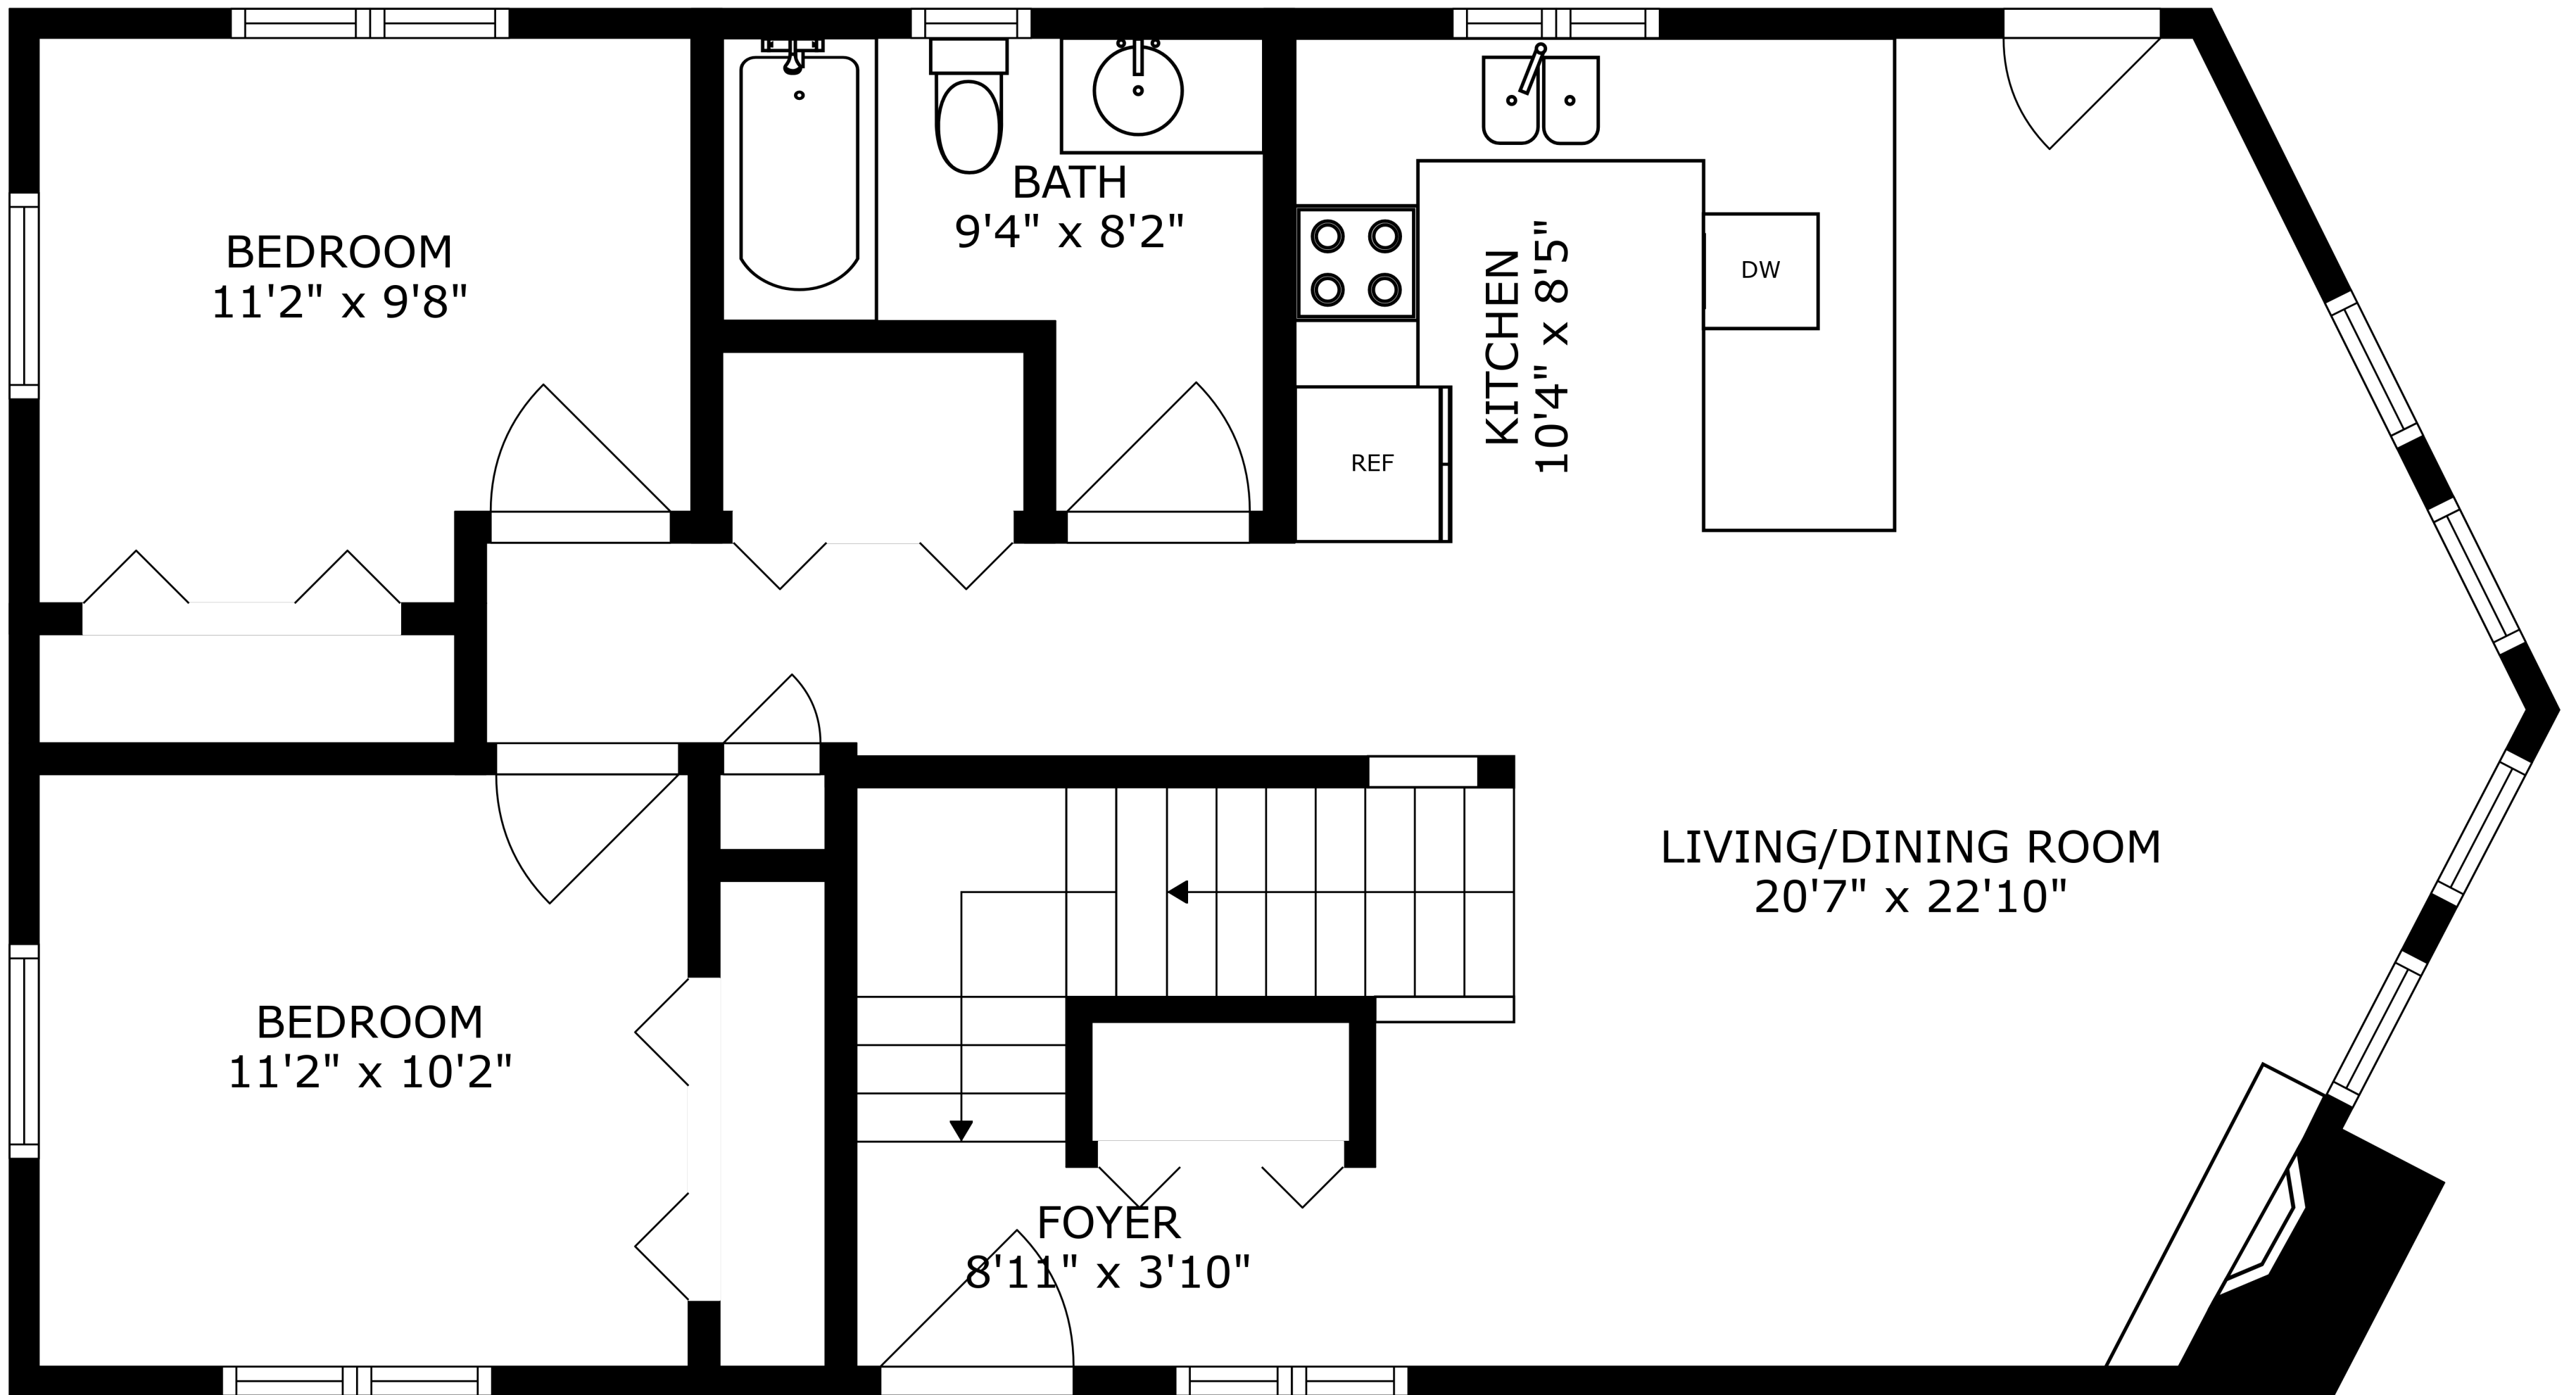 BEDROOM
11'2" x 9'8"
BATH
9'4" x 8'2"
KITCHEN
10'4" x 8'5"
DW
REF
LIVING/DINING ROOM
20'7" x 22'10"
BEDROOM
11'2" x 10'2"
FOYER
8'11" x 3'10"